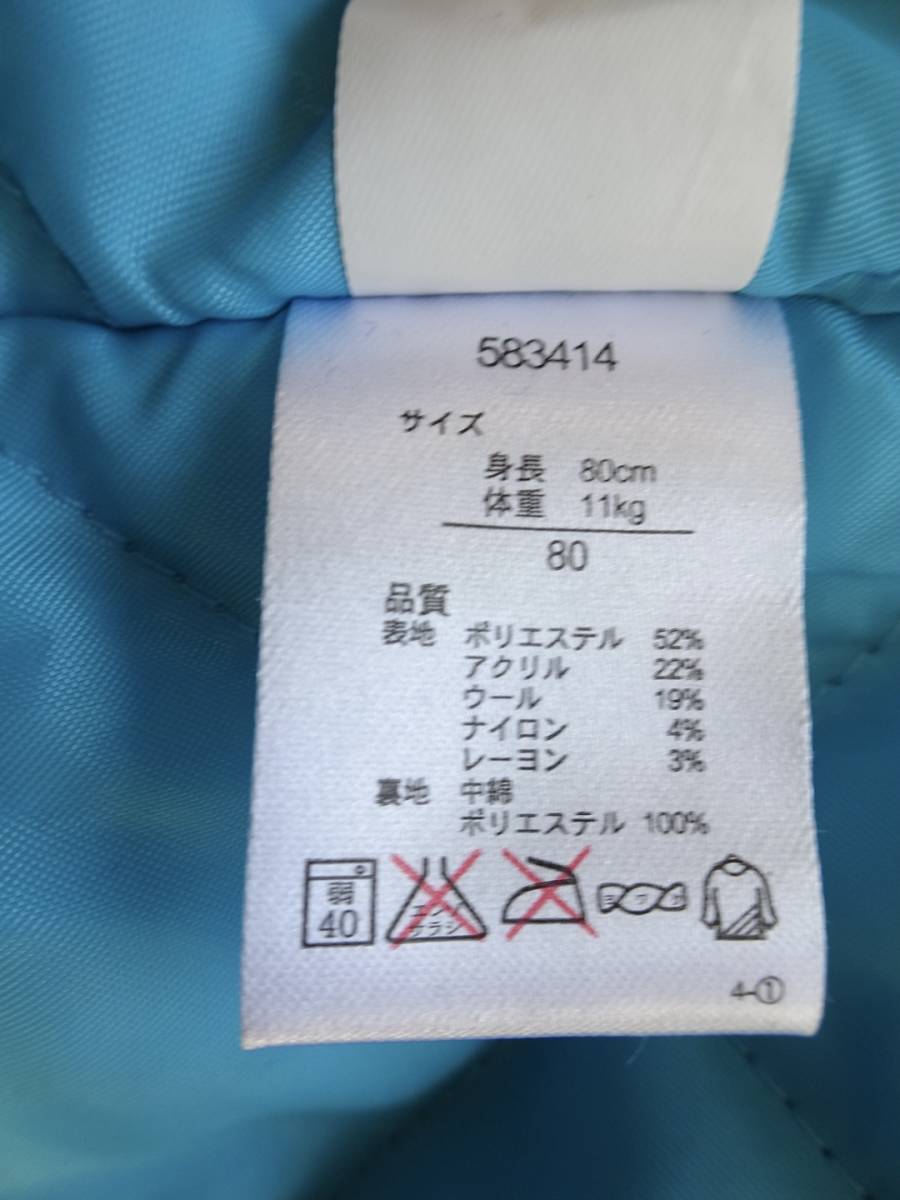 583414
サイズ
身長 80cm
体重 11kg
80
品質
表地 ポリエステル 52%
アクリル 22%
ウール 19%
ナイロン 4%
レーヨン 3%
裏地 中綿
ポリエステル 100%
弱
40
エンソ
サラシ
ヨワク
4-①